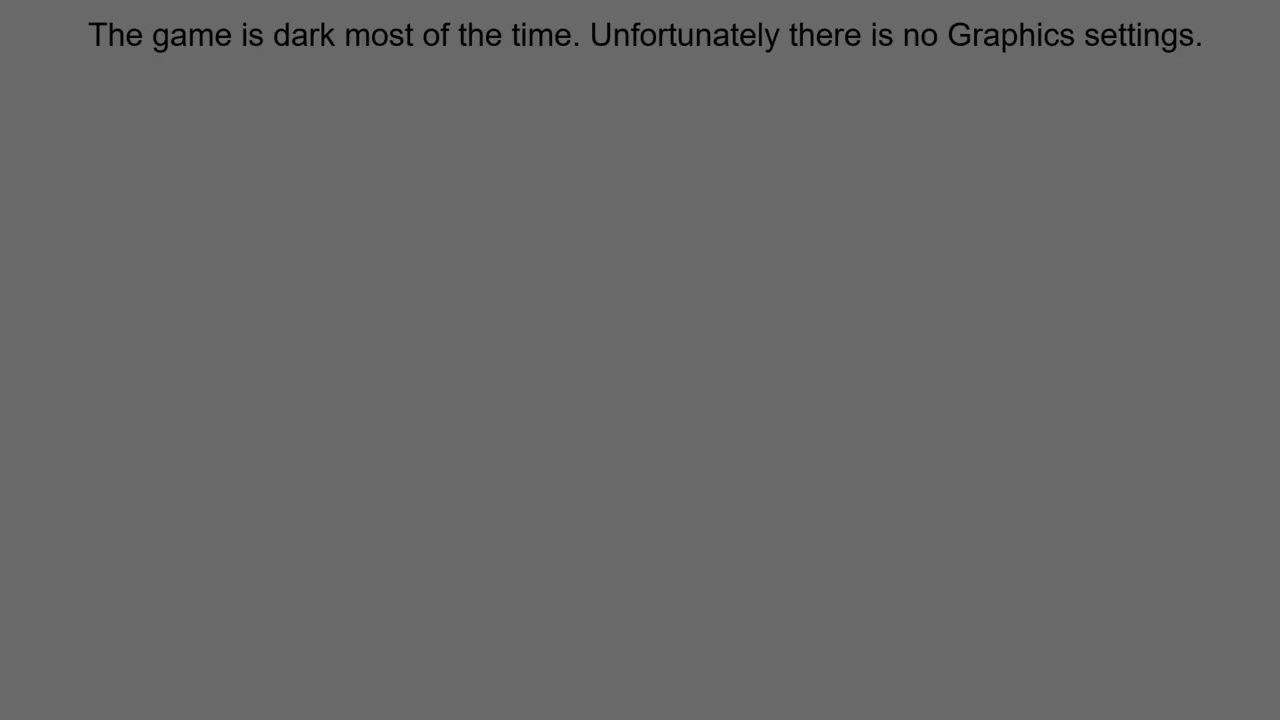 The game is dark most of the time. Unfortunately there is no Graphics settings.